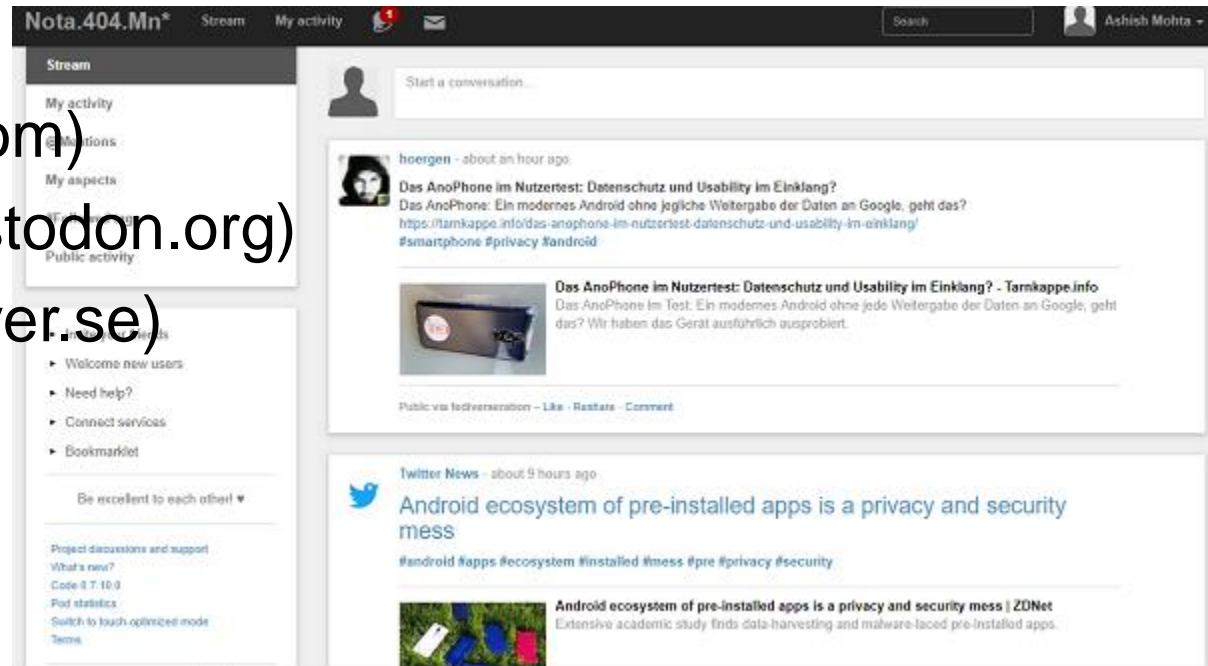 Nota.404.Mn* Stream My activity 1 Search Ashish Mohta
Stream
My activity
@Mentions
My aspects
Public activity
om)
stodon.org)
er.se)
Welcome new users
Need help?
Connect services
Bookmarklet
Be excellent to each other! ♥
Project discussions and support
What's new?
Code 0.7.10.0
Pod statistics
Switch to touch-optimized mode
Terms
Start a conversation...
hoergen - about an hour ago
Das AnoPhone im Nutzertest: Datenschutz und Usability im Einklang?
Das AnoPhone: Ein modernes Android ohne jegliche Weitergabe der Daten an Google, geht das?
https://tarnkappe.info/das-anophone-im-nutzertest-datenschutz-und-usability-im-einklang/
#smartphone #privacy #android
Das AnoPhone im Nutzertest: Datenschutz und Usability im Einklang? - Tarnkappe.info
Das AnoPhone im Test: Ein modernes Android ohne jede Weitergabe der Daten an Google, geht
das? Wir haben das Gerät ausführlich ausprobiert.
Public via – Like · Reshare · Comment
Twitter News - about 9 hours ago
Android ecosystem of pre-installed apps is a privacy and security
mess
#android #apps #ecosystem #installed #mess #pre #privacy #security
Android ecosystem of pre-installed apps is a privacy and security mess | ZDNet
Extensive academic study finds data-harvesting and malware-laced pre-installed apps.